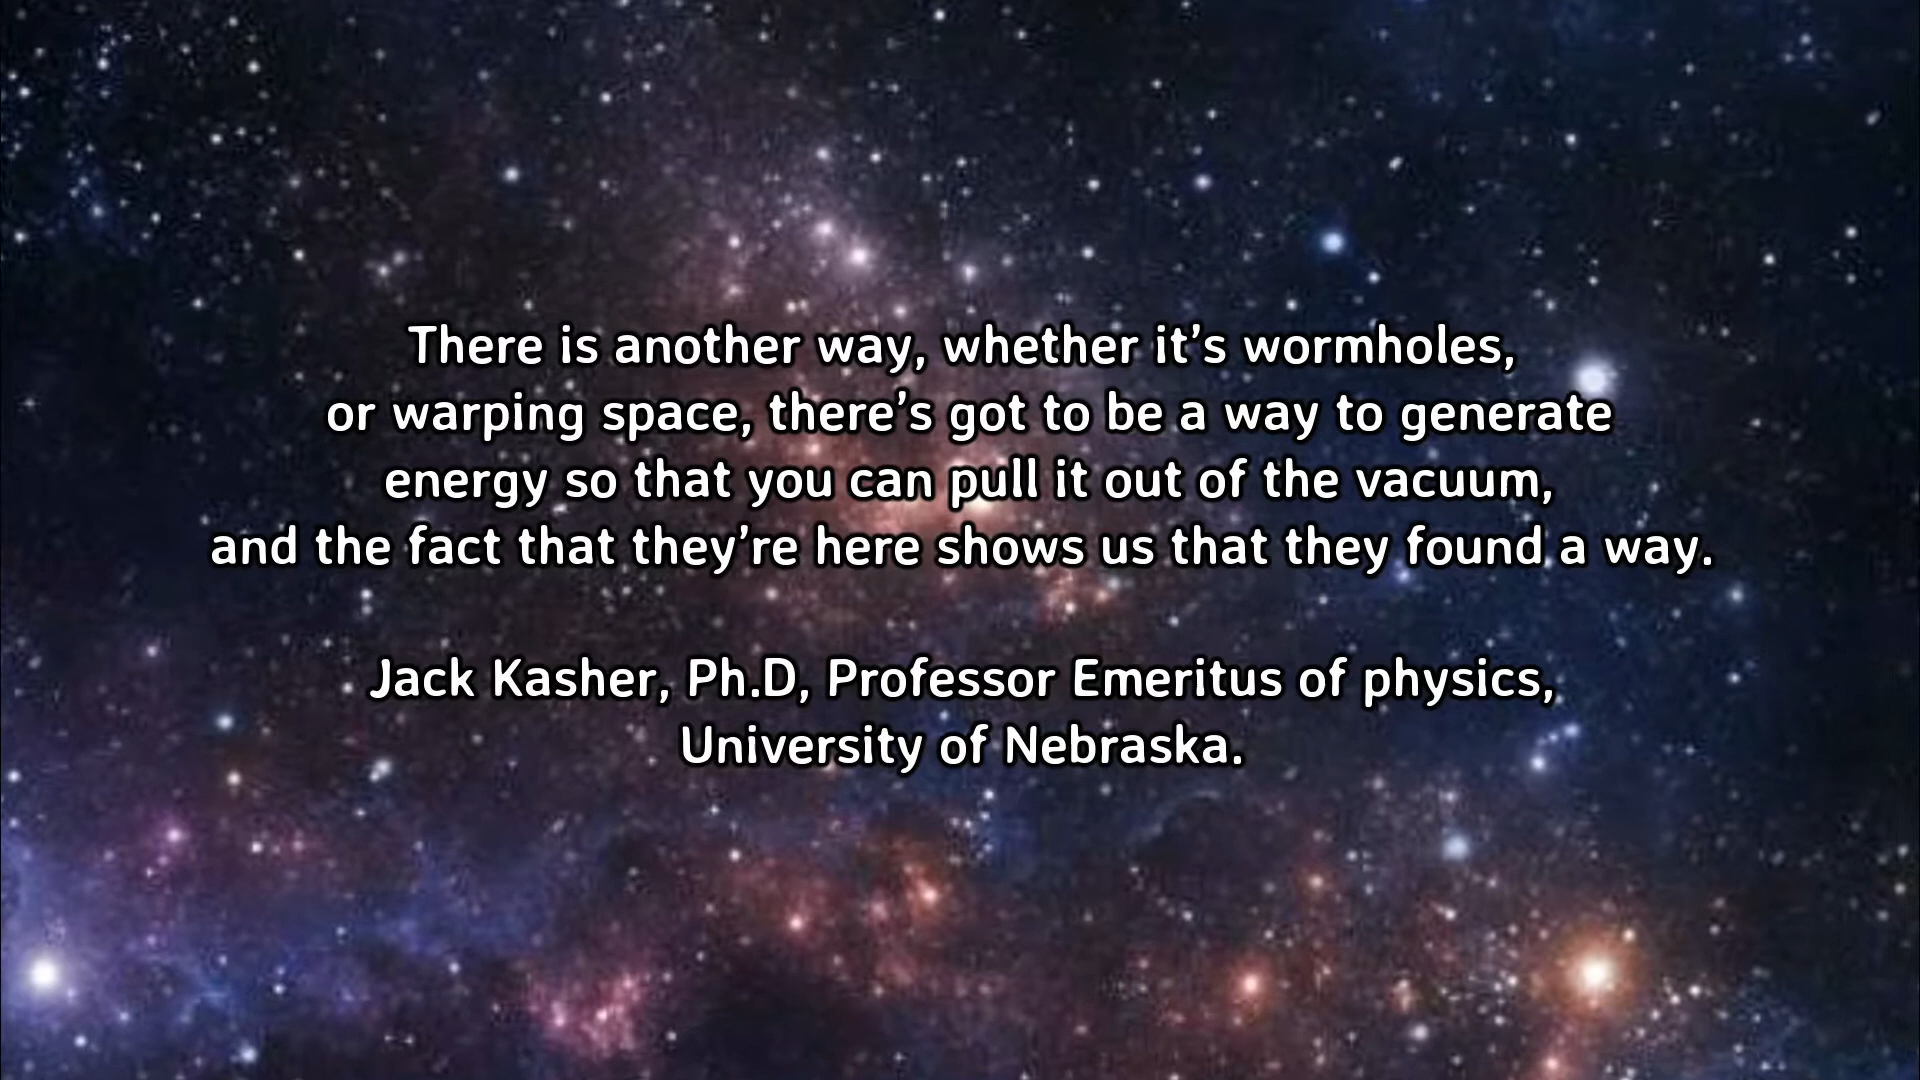 There is another way, whether it’s wormholes,
or warping space, there’s got to be a way to generate
energy so that you can pull it out of the vacuum,
and the fact that they’re here shows us that they found a way.
Jack Kasher, Ph.D, Professor Emeritus of physics,
University of Nebraska.